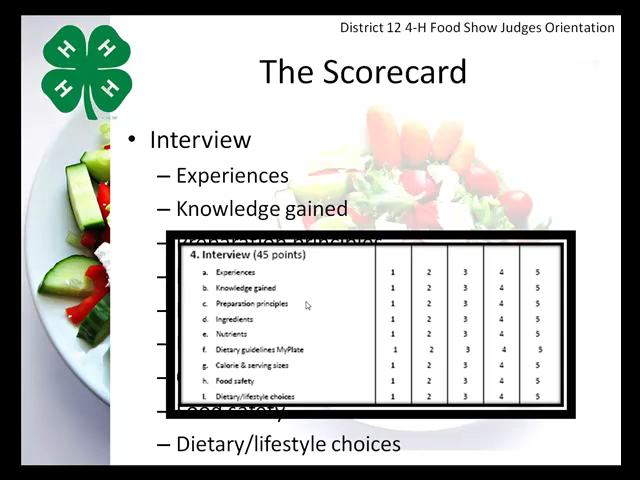 District 12 4-H Food Show Judges Orientation
H H
H H
The Scorecard
• Interview
– Experiences
– Knowledge gained
– Preparation principles
4. Interview (45 points)
a. Experiences 1 2 3 4 5
b. Knowledge gained 1 2 3 4 5
c. Preparation principles 1 2 3 4 5
d. Ingredients 1 2 3 4 5
e. Nutrients 1 2 3 4 5
f. Dietary guidelines MyPlate 1 2 3 4 5
g. Calorie & serving sizes 1 2 3 4 5
h. Food safety 1 2 3 4 5
I. Dietary/lifestyle choices 1 2 3 4 5
– Food safety
– Dietary/lifestyle choices